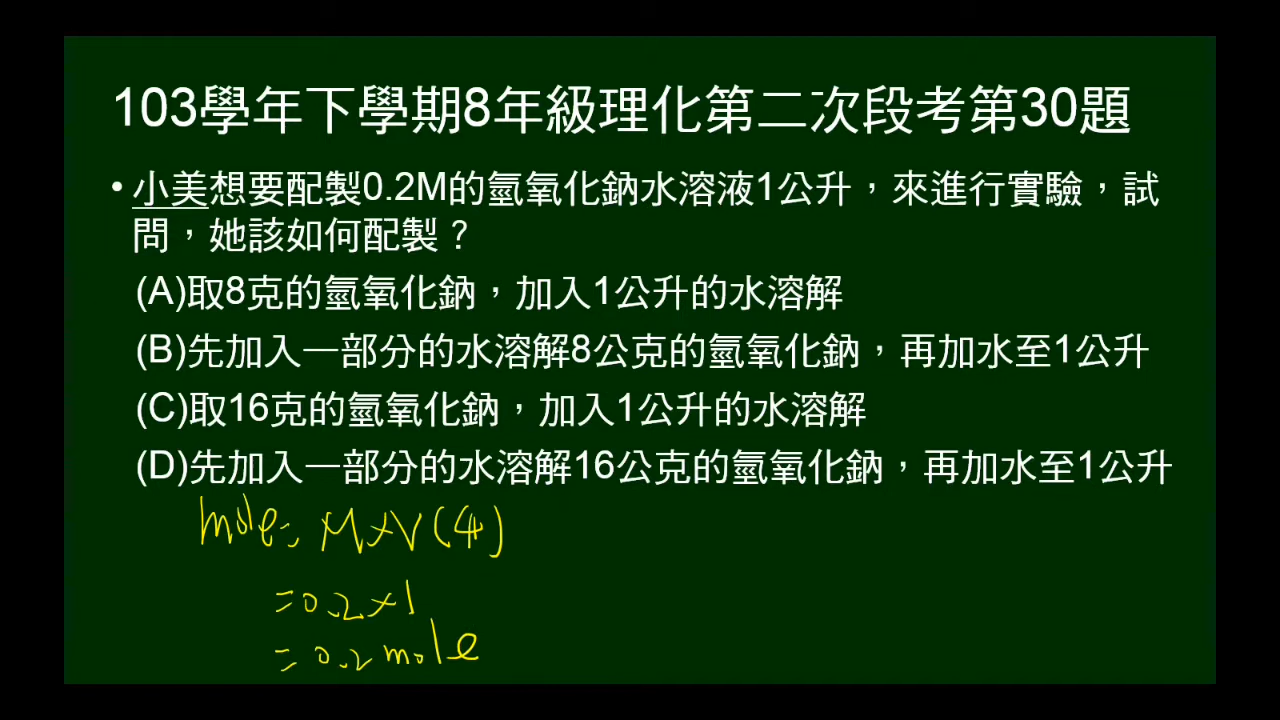 103學年下學期8年級理化第二次段考第30題
• 小美想要配製0.2M的氫氧化鈉水溶液1公升，來進行實驗，試
問，她該如何配製？
(A)取8克的氫氧化鈉，加入1公升的水溶解
(B)先加入一部分的水溶解8公克的氫氧化鈉，再加水至1公升
(C)取16克的氫氧化鈉，加入1公升的水溶解
(D)先加入一部分的水溶解16公克的氫氧化鈉，再加水至1公升
mole= M×V(升)
=0.2×1
=0.2mole